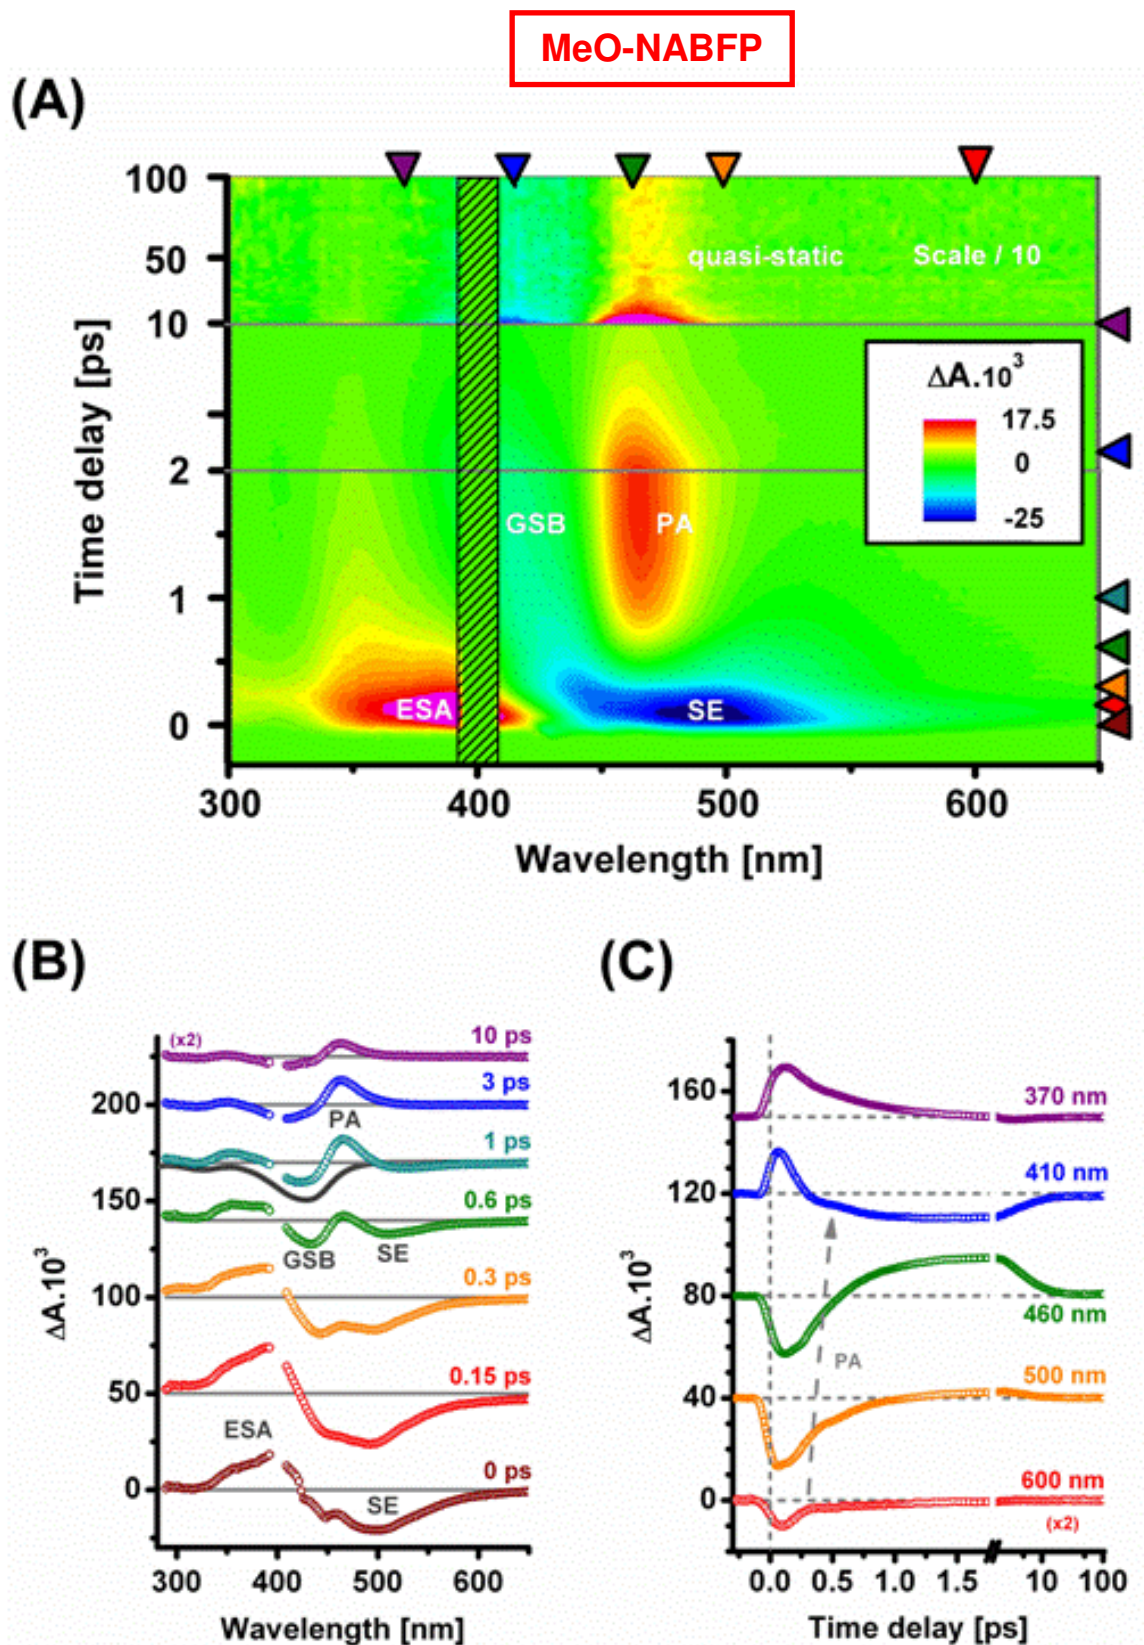 MeO-NABFP
(A)
100
50
10
2
1
0
Time delay [ps]
quasi-static
Scale / 10
ΔA.10³
17.5
0
-25
GSB
PA
ESA
SE
300
400
500
600
Wavelength [nm]
(B)
(x2)
10 ps
3 ps
PA
1 ps
0.6 ps
GSB
SE
0.3 ps
0.15 ps
ESA
0 ps
SE
200
150
100
50
0
ΔA.10³
300
400
500
600
Wavelength [nm]
(C)
160
120
80
40
0
ΔA.10³
370 nm
410 nm
460 nm
PA
500 nm
600 nm
(x2)
0.0
0.5
1.0
1.5
10
100
Time delay [ps]